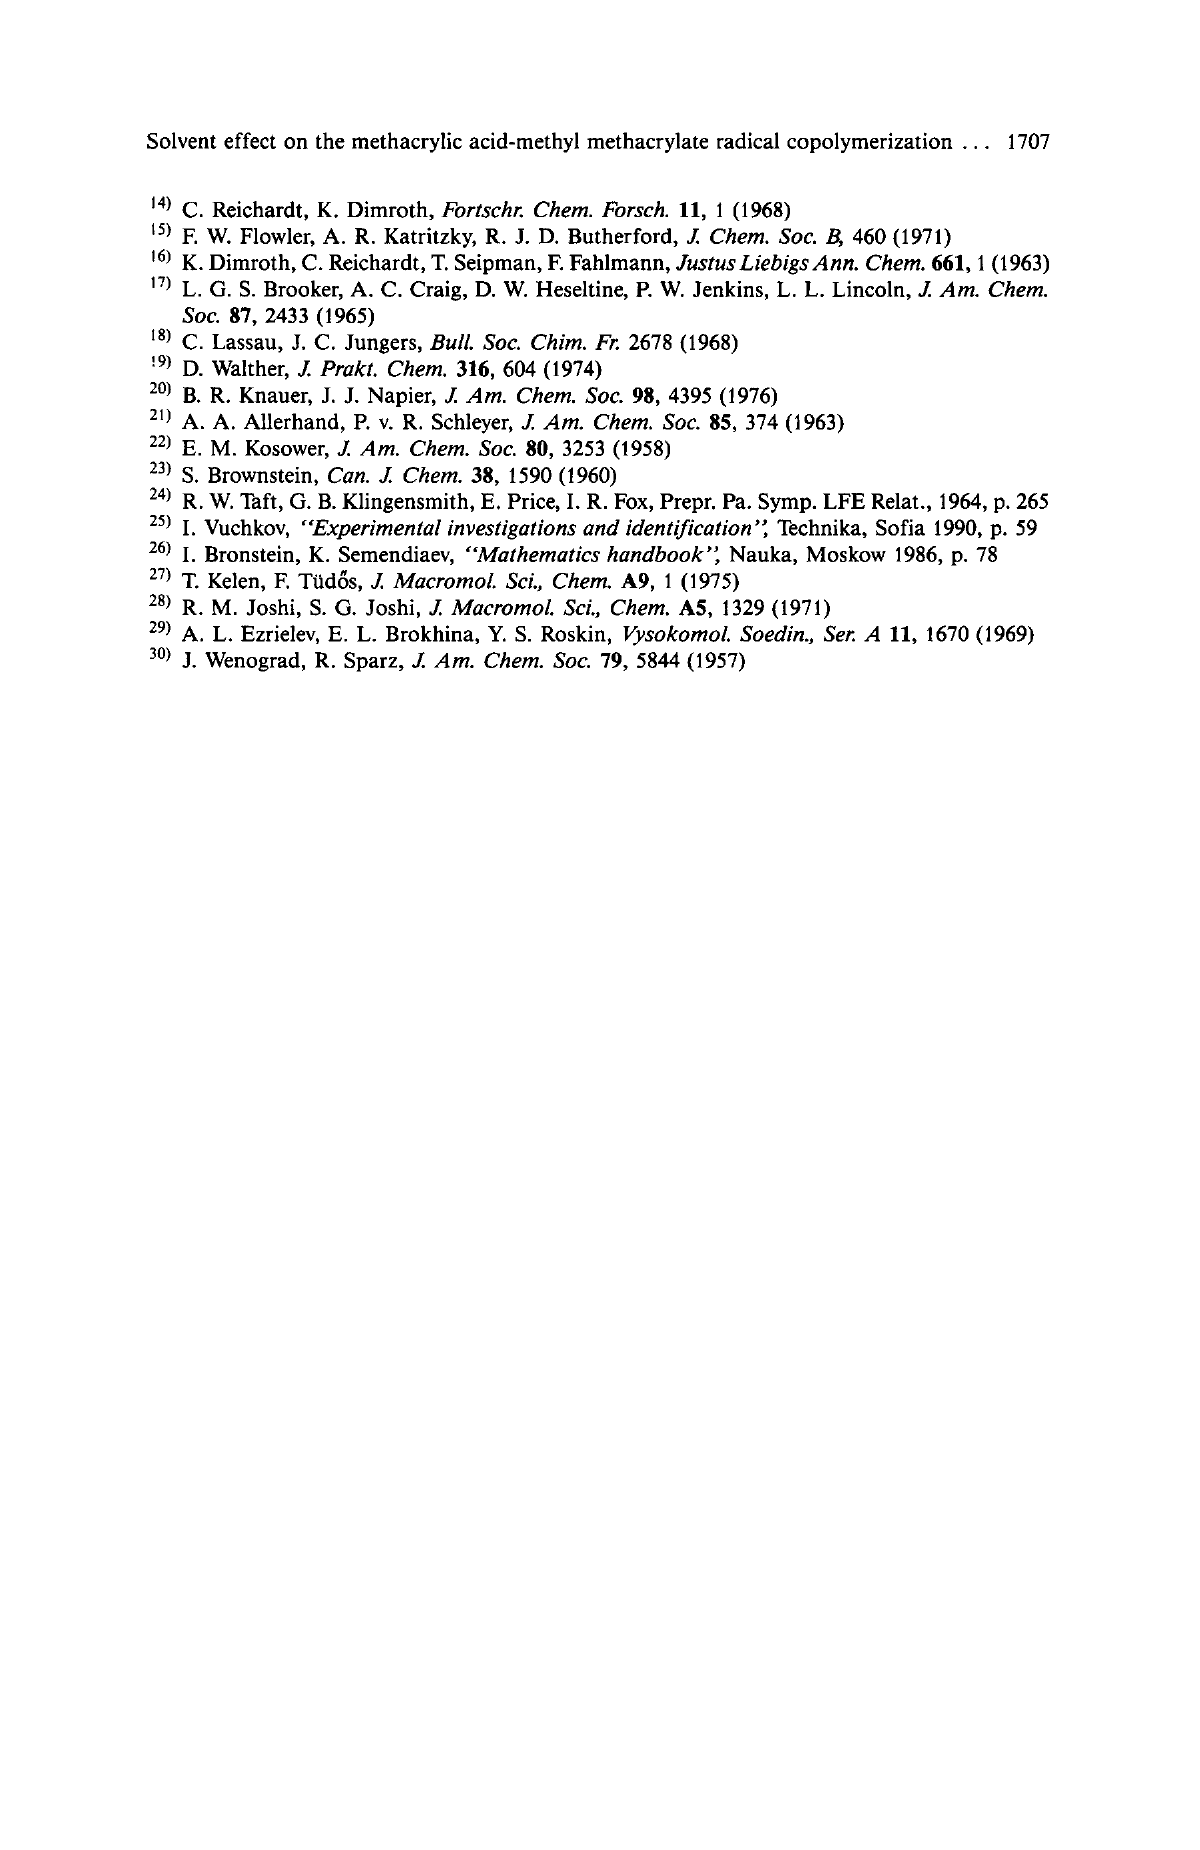 Solvent effect on the methacrylic acid-methyl methacrylate radical copolymerization ... 1707
14) C. Reichardt, K. Dimroth, Fortschr. Chem. Forsch. 11, 1 (1968)
15) F. W. Flowler, A. R. Katritzky, R. J. D. Butherford, J. Chem. Soc. B, 460 (1971)
16) K. Dimroth, C. Reichardt, T. Seipman, F. Fahlmann, Justus Liebigs Ann. Chem. 661, 1 (1963)
17) L. G. S. Brooker, A. C. Craig, D. W. Heseltine, P. W. Jenkins, L. L. Lincoln, J. Am. Chem.
Soc. 87, 2433 (1965)
18) C. Lassau, J. C. Jungers, Bull. Soc. Chim. Fr. 2678 (1968)
19) D. Walther, J. Prakt. Chem. 316, 604 (1974)
20) B. R. Knauer, J. J. Napier, J. Am. Chem. Soc. 98, 4395 (1976)
21) A. A. Allerhand, P. v. R. Schleyer, J. Am. Chem. Soc. 85, 374 (1963)
22) E. M. Kosower, J. Am. Chem. Soc. 80, 3253 (1958)
23) S. Brownstein, Can. J. Chem. 38, 1590 (1960)
24) R. W. Taft, G. B. Klingensmith, E. Price, I. R. Fox, Prepr. Pa. Symp. LFE Relat., 1964, p. 265
25) I. Vuchkov, “Experimental investigations and identification”, Technika, Sofia 1990, p. 59
26) I. Bronstein, K. Semendiaev, “Mathematics handbook”, Nauka, Moskow 1986, p. 78
27) T. Kelen, F. Tüdős, J. Macromol. Sci., Chem. A9, 1 (1975)
28) R. M. Joshi, S. G. Joshi, J. Macromol. Sci., Chem. A5, 1329 (1971)
29) A. L. Ezrielev, E. L. Brokhina, Y. S. Roskin, Vysokomol. Soedin., Ser. A 11, 1670 (1969)
30) J. Wenograd, R. Sparz, J. Am. Chem. Soc. 79, 5844 (1957)